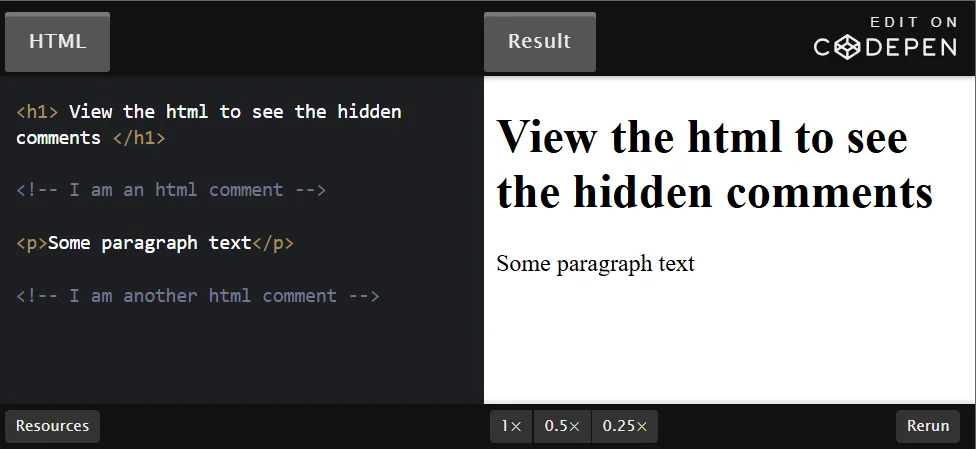 HTML
Result
EDIT ON
CODEPEN
<h1> View the html to see the hidden
comments </h1>
<!-- I am an html comment -->
<p>Some paragraph text</p>
<!-- I am another html comment -->
View the html to see
the hidden comments
Some paragraph text
Resources
1× 0.5× 0.25×
Rerun